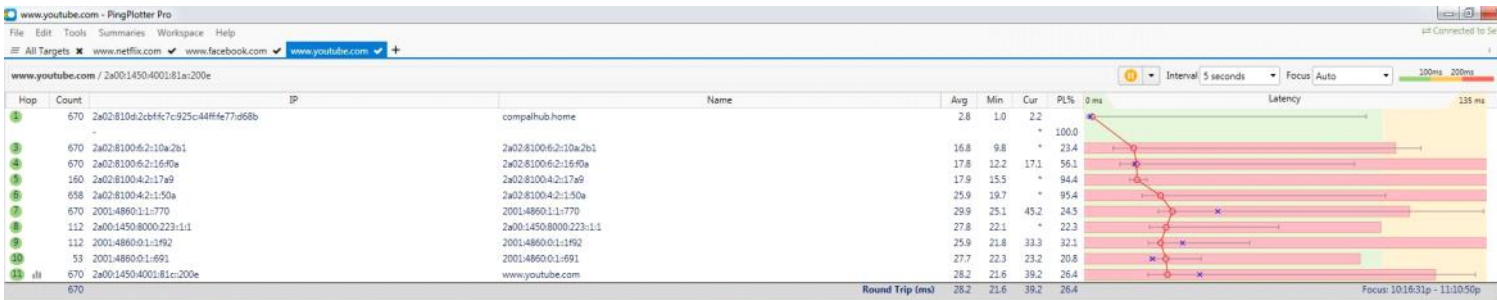 www.youtube.com - PingPlotter Pro
File Edit Tools Summaries Workspace Help
Connected to Se
All Targets www.netflix.com www.facebook.com www.youtube.com +
www.youtube.com / 2a00:1450:4001:81a::200e Interval 5 seconds Focus Auto 100ms 200ms
Hop Count IP Name Avg Min Cur PL% 0 ms Latency 135 ms
1 670 2a02:810d:2cbf:fc7c:925c:44ff:fe77:d68b compalhub.home 2.8 1.0 2.2
- * 100.0
3 670 2a02:8100:6:2::10a:2b1 2a02:8100:6:2::10a:2b1 16.8 9.8 * 23.4
4 670 2a02:8100:6:2::16:f0a 2a02:8100:6:2::16:f0a 17.8 12.2 17.1 56.1
5 160 2a02:8100:4:2::17a9 2a02:8100:4:2::17a9 17.9 15.5 * 94.4
6 658 2a02:8100:4:2::1:50a 2a02:8100:4:2::1:50a 25.9 19.7 * 95.4
7 670 2001:4860:1:1::770 2001:4860:1:1::770 29.9 25.1 45.2 24.5
8 112 2a00:1450:8000:223::1:1 2a00:1450:8000:223::1:1 27.8 22.1 * 22.3
9 112 2001:4860:0:1::1f92 2001:4860:0:1::1f92 25.9 21.8 33.3 32.1
10 53 2001:4860:0:1::691 2001:4860:0:1::691 27.7 22.3 23.2 20.8
11 670 2a00:1450:4001:81c::200e www.youtube.com 28.2 21.6 39.2 26.4
670 Round Trip (ms) 28.2 21.6 39.2 26.4 Focus: 10:16:31p - 11:10:50p